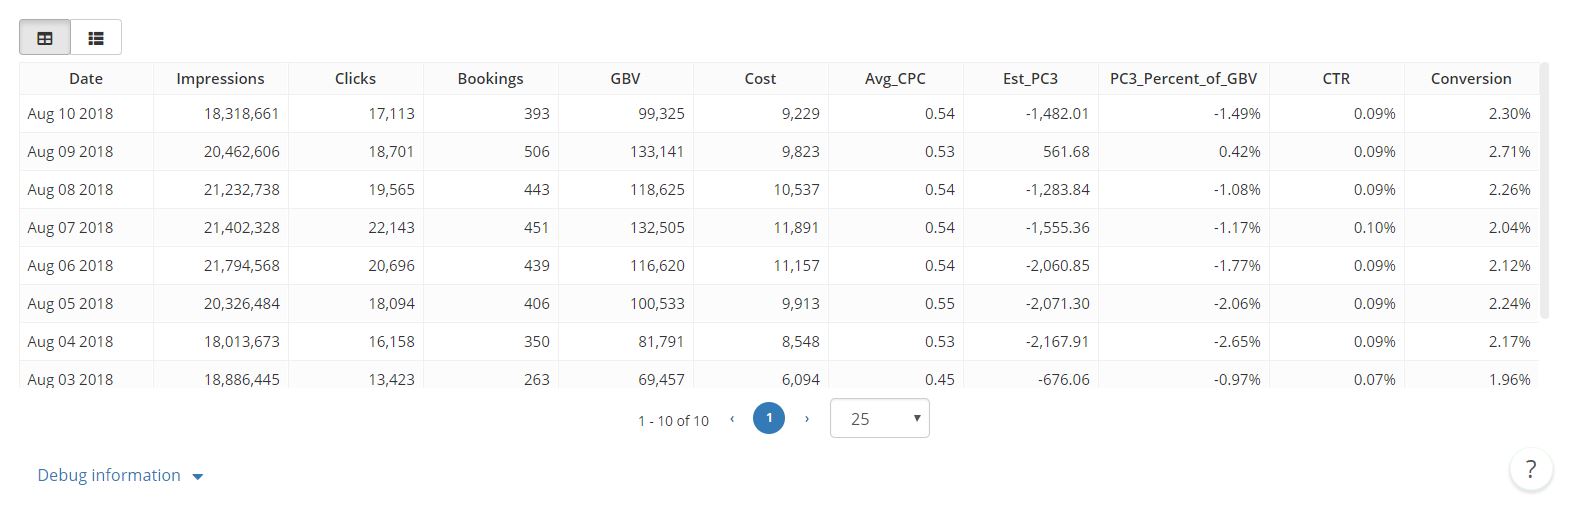 Date Impressions Clicks Bookings GBV Cost Avg_CPC Est_PC3 PC3_Percent_of_GBV CTR Conversion
Aug 10 2018 18,318,661 17,113 393 99,325 9,229 0.54 -1,482.01 -1.49% 0.09% 2.30%
Aug 09 2018 20,462,606 18,701 506 133,141 9,823 0.53 561.68 0.42% 0.09% 2.71%
Aug 08 2018 21,232,738 19,565 443 118,625 10,537 0.54 -1,283.84 -1.08% 0.09% 2.26%
Aug 07 2018 21,402,328 22,143 451 132,505 11,891 0.54 -1,555.36 -1.17% 0.10% 2.04%
Aug 06 2018 21,794,568 20,696 439 116,620 11,157 0.54 -2,060.85 -1.77% 0.09% 2.12%
Aug 05 2018 20,326,484 18,094 406 100,533 9,913 0.55 -2,071.30 -2.06% 0.09% 2.24%
Aug 04 2018 18,013,673 16,158 350 81,791 8,548 0.53 -2,167.91 -2.65% 0.09% 2.17%
Aug 03 2018 18,886,445 13,423 263 69,457 6,094 0.45 -676.06 -0.97% 0.07% 1.96%
1 - 10 of 10 ‹ 1 › 25
Debug information
?